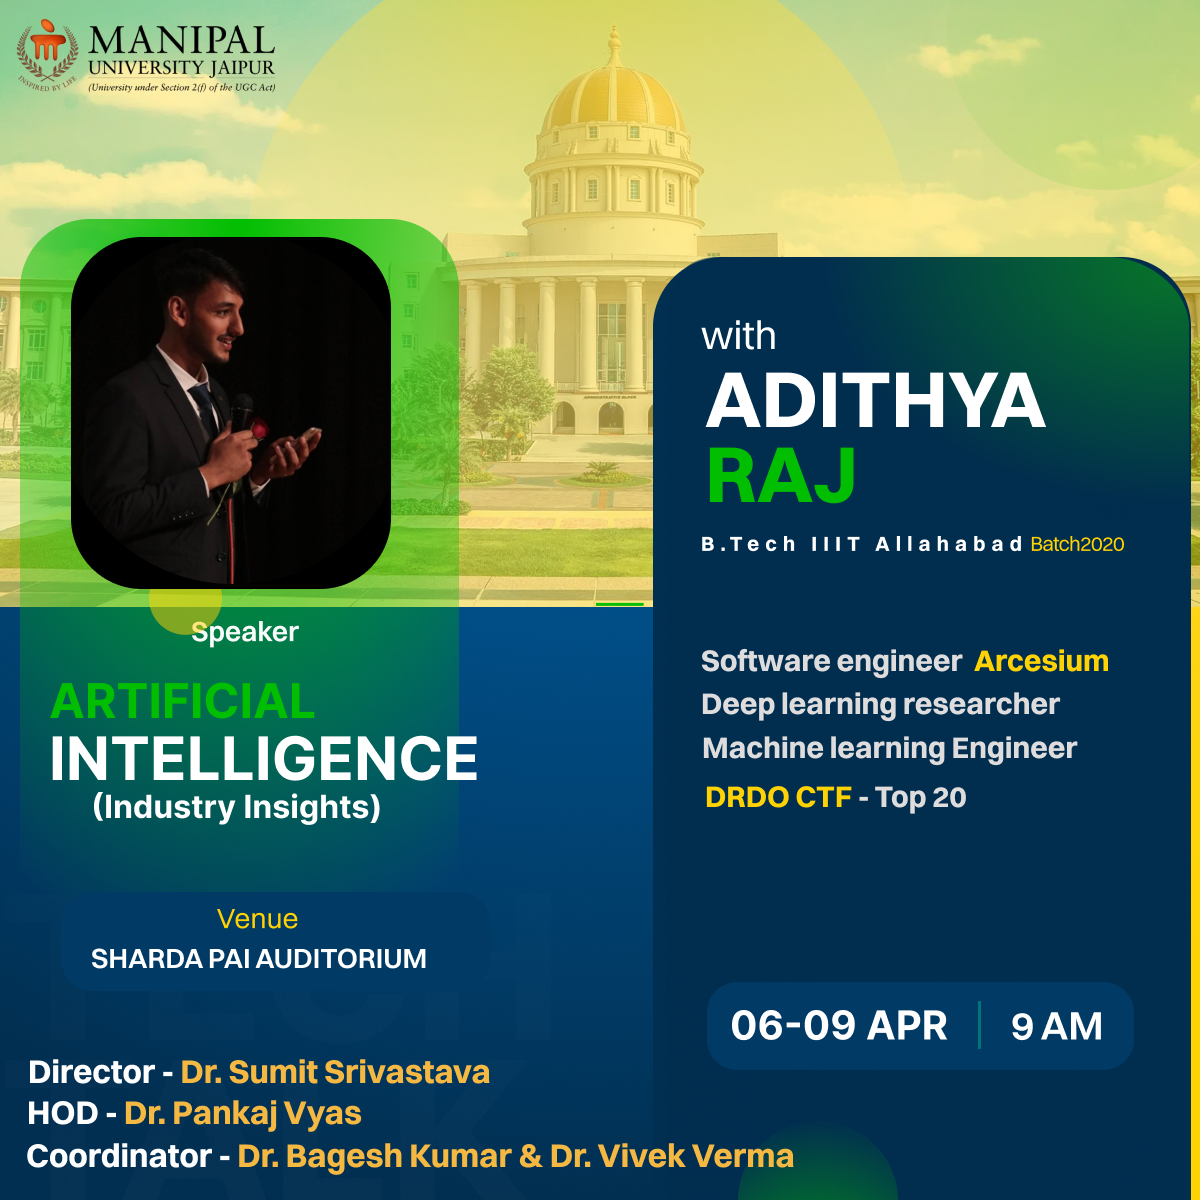 MANIPAL
UNIVERSITY JAIPUR
(University under Section 2(f) of the UGC Act)
INSPIRED BY LIFE
with
ADITHYA
RAJ
B.Tech IIIT Allahabad Batch2020
Speaker
ARTIFICIAL
INTELLIGENCE
(Industry Insights)
Software engineer Arcesium
Deep learning researcher
Machine learning Engineer
DRDO CTF - Top 20
Venue
SHARDA PAI AUDITORIUM
TECH
TALK
06-09 APR | 9 AM
Director - Dr. Sumit Srivastava
HOD - Dr. Pankaj Vyas
Coordinator - Dr. Bagesh Kumar & Dr. Vivek Verma